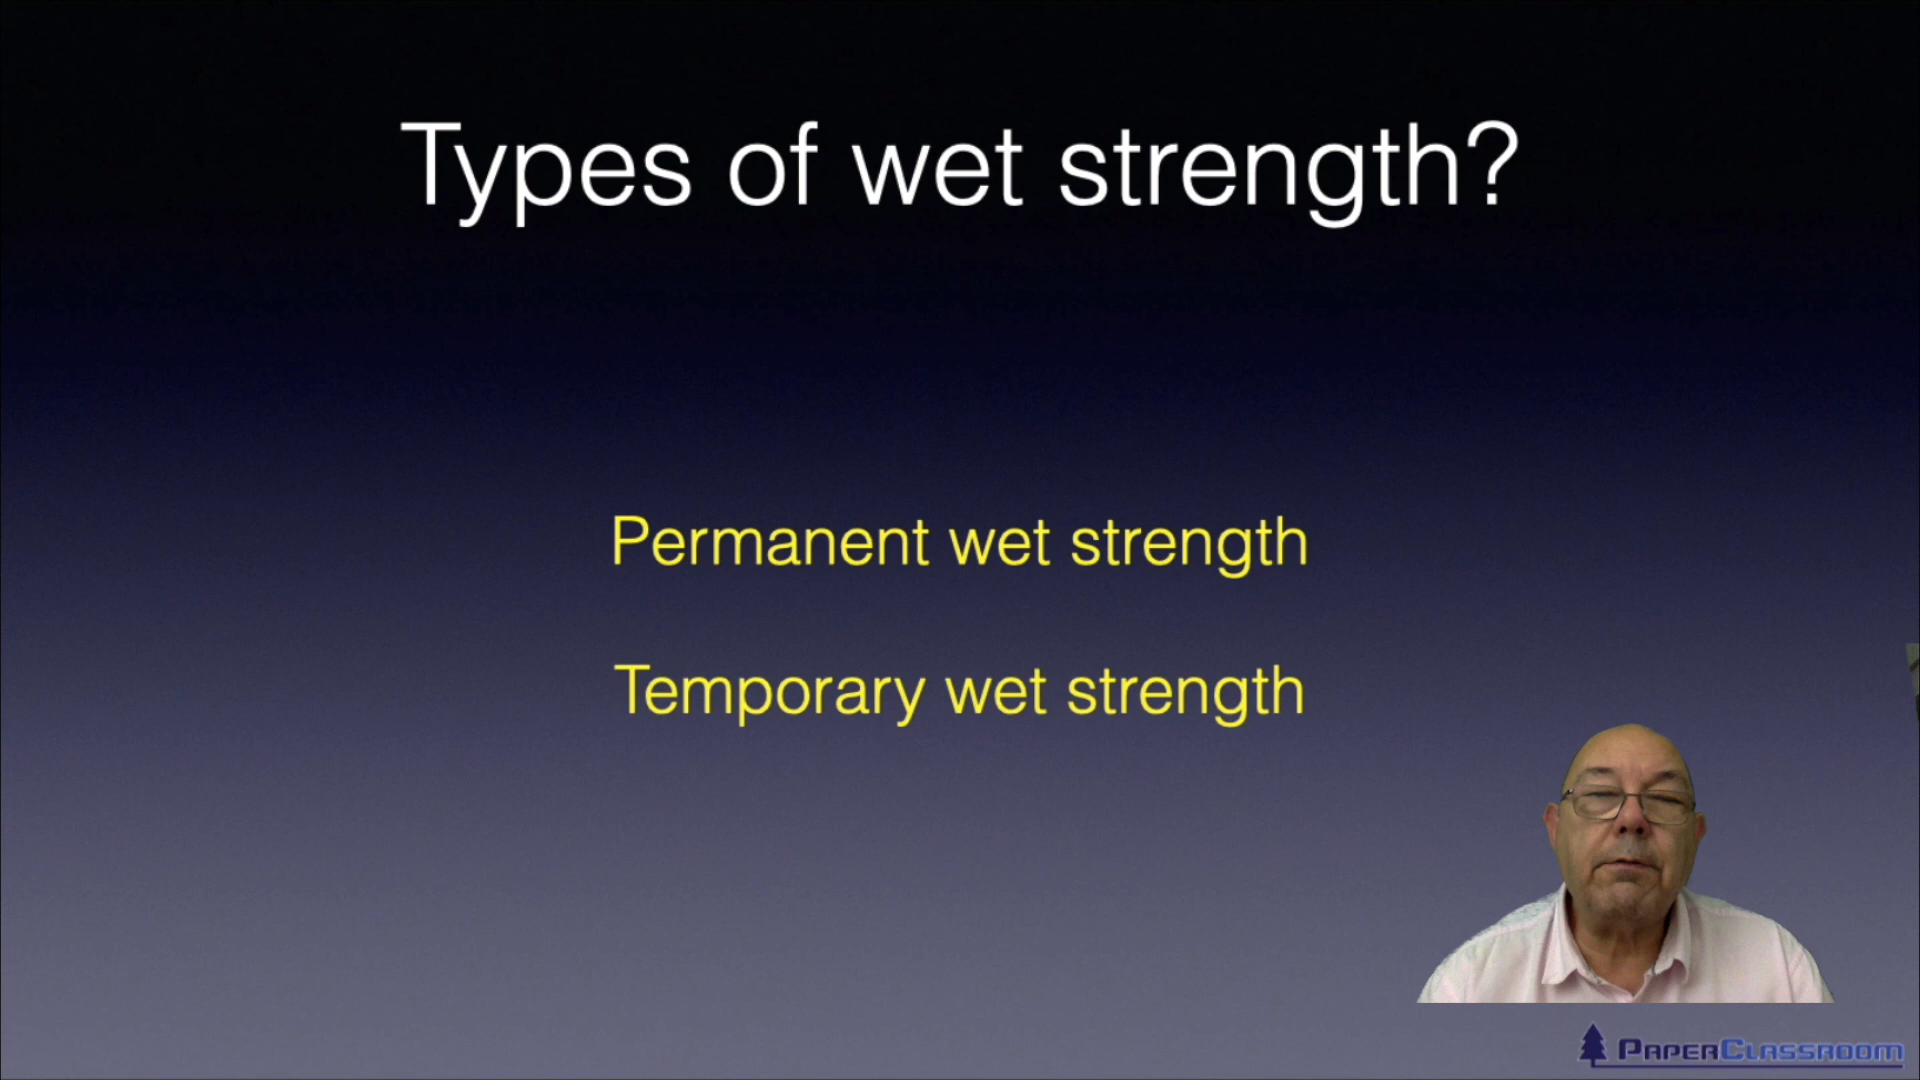 Types of wet strength?
Permanent wet strength
Temporary wet strength
PAPERCLASSROOM